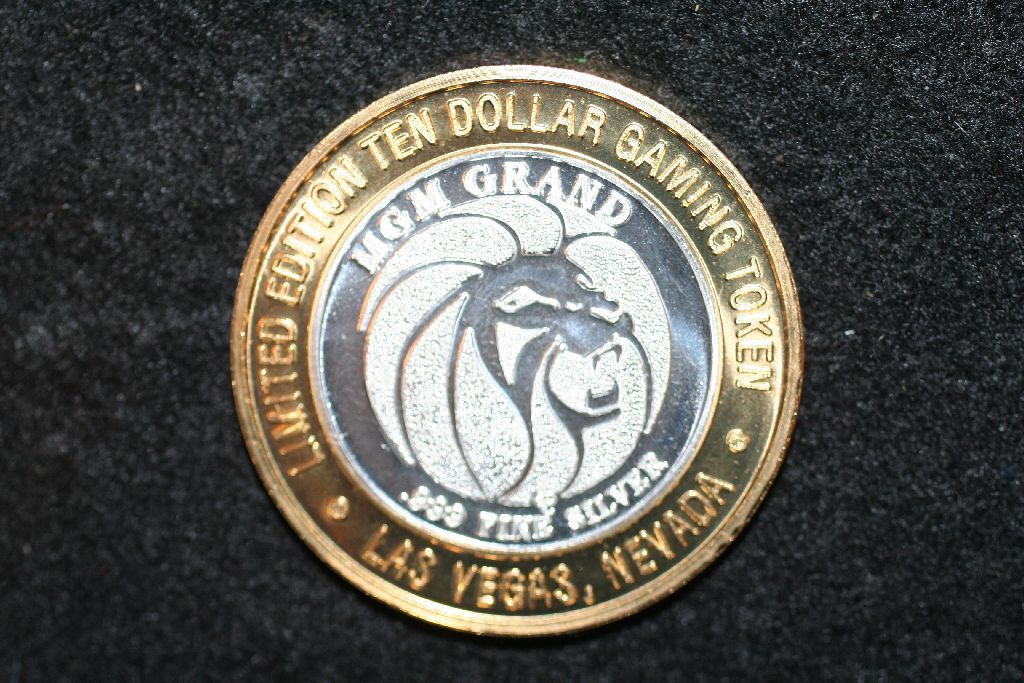 LIMITED EDITION TEN DOLLAR GAMING TOKEN
MGM GRAND
.999 FINE SILVER
LAS VEGAS, NEVADA